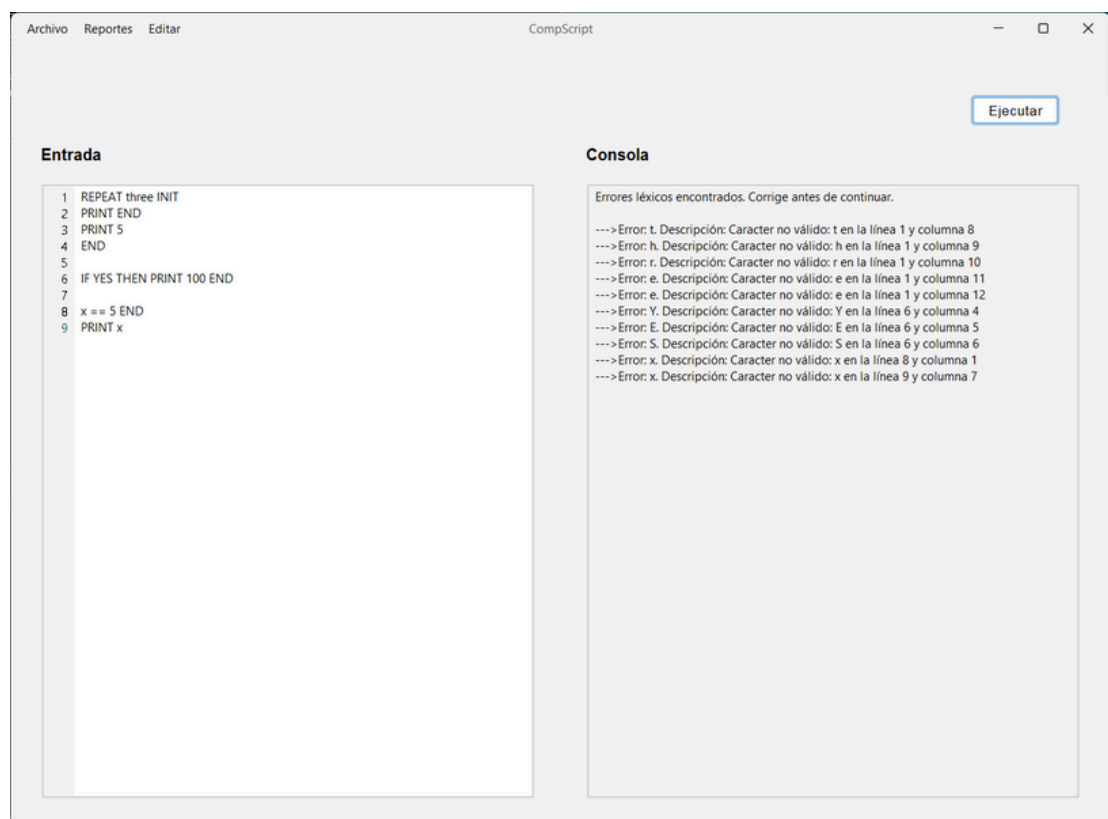 Archivo Reportes Editar CompScript
Ejecutar
Entrada
1 REPEAT three INIT
2 PRINT END
3 PRINT 5
4 END
5
6 IF YES THEN PRINT 100 END
7
8 x == 5 END
9 PRINT x
Consola
Errores léxicos encontrados. Corrige antes de continuar.
--->Error: t. Descripción: Caracter no válido: t en la línea 1 y columna 8
--->Error: h. Descripción: Caracter no válido: h en la línea 1 y columna 9
--->Error: r. Descripción: Caracter no válido: r en la línea 1 y columna 10
--->Error: e. Descripción: Caracter no válido: e en la línea 1 y columna 11
--->Error: e. Descripción: Caracter no válido: e en la línea 1 y columna 12
--->Error: Y. Descripción: Caracter no válido: Y en la línea 6 y columna 4
--->Error: E. Descripción: Caracter no válido: E en la línea 6 y columna 5
--->Error: S. Descripción: Caracter no válido: S en la línea 6 y columna 6
--->Error: x. Descripción: Caracter no válido: x en la línea 8 y columna 1
--->Error: x. Descripción: Caracter no válido: x en la línea 9 y columna 7